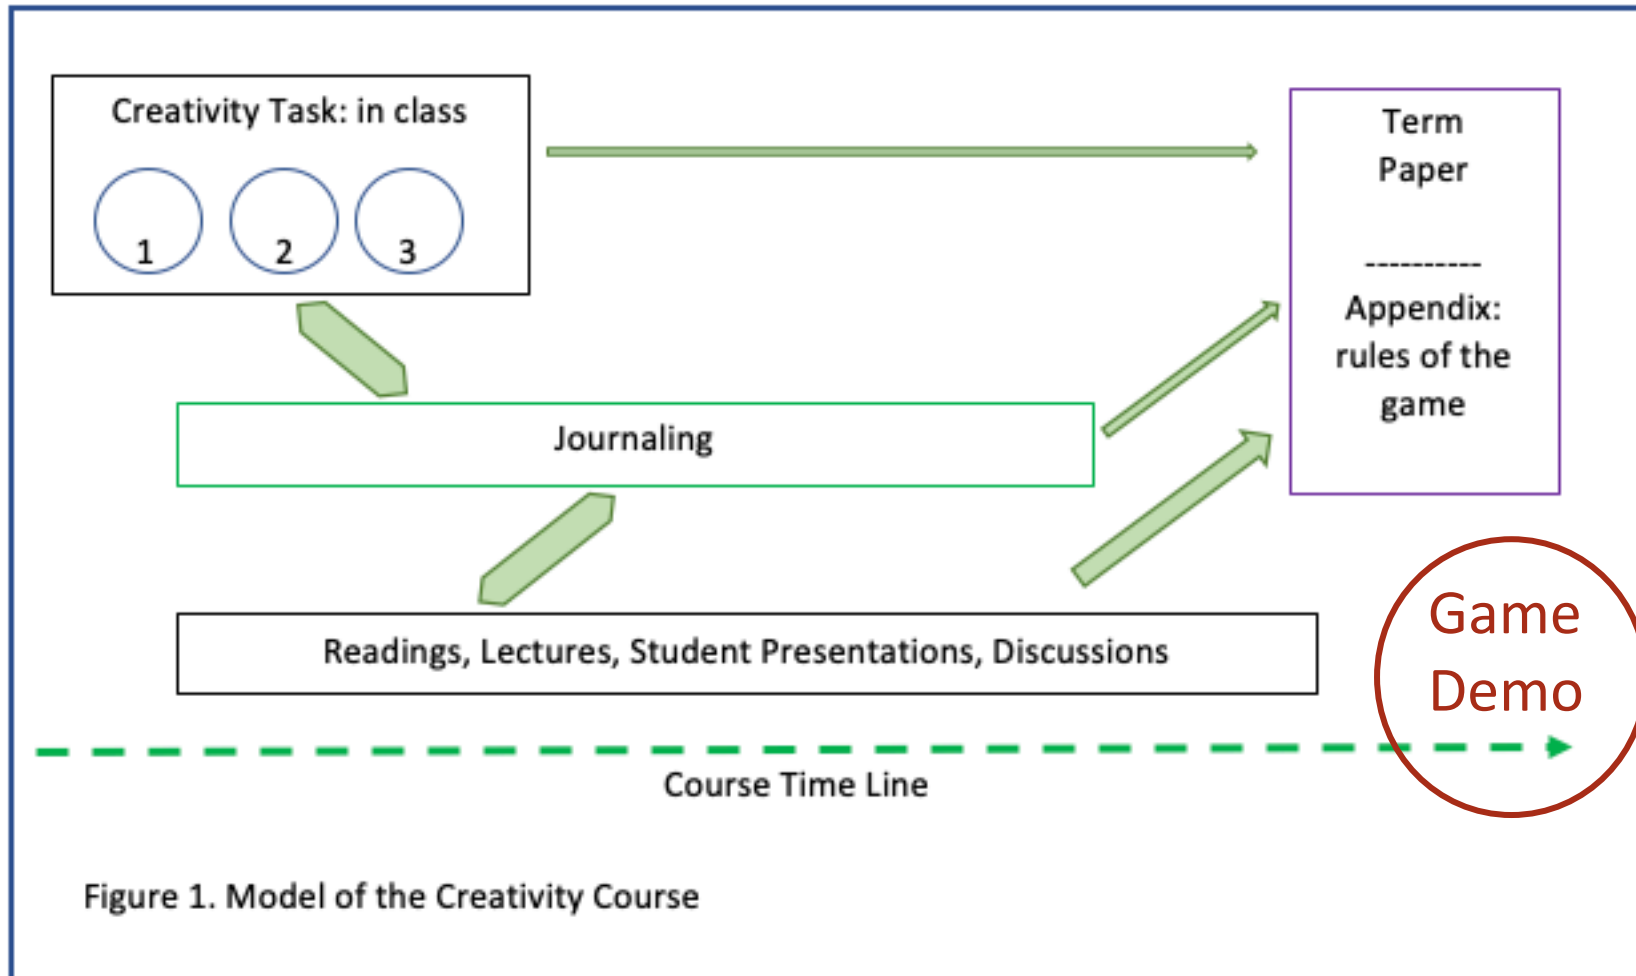 Creativity Task: in class
1 2 3
Term
Paper
----------
Appendix:
rules of the
game
Journaling
Readings, Lectures, Student Presentations, Discussions
Game
Demo
Course Time Line
Figure 1. Model of the Creativity Course